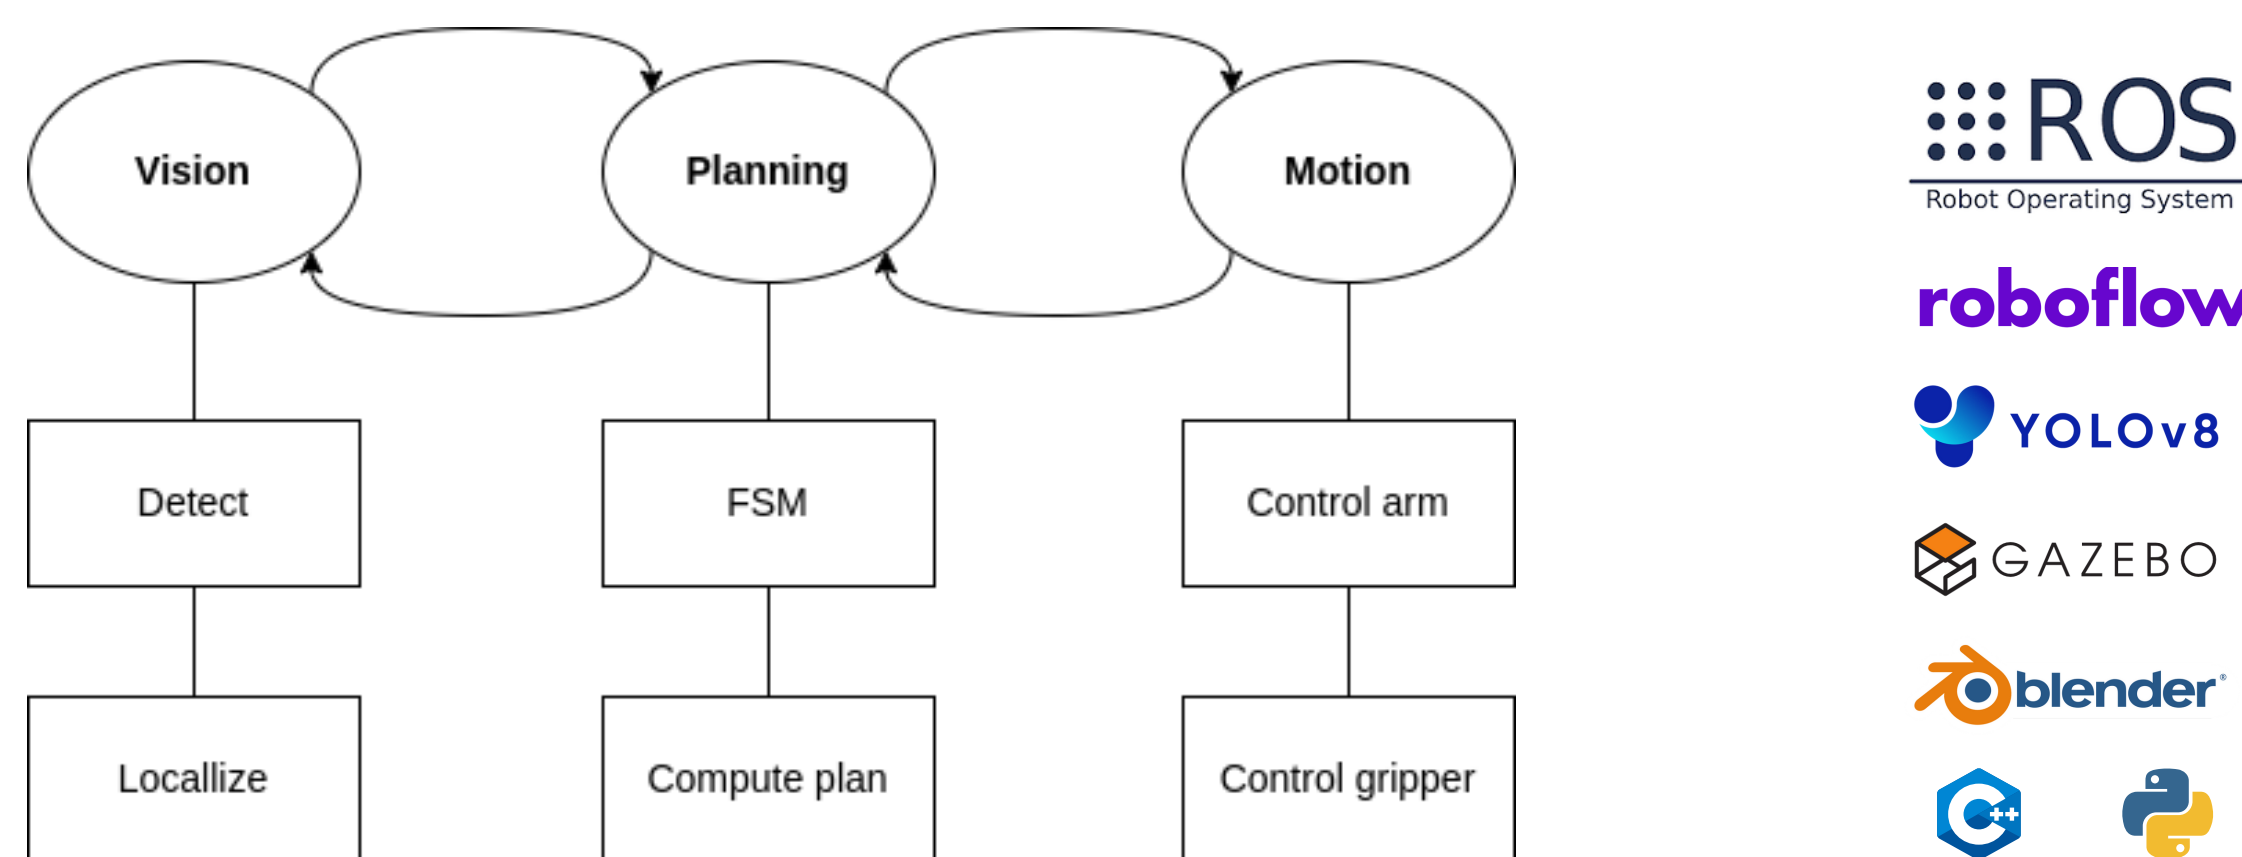 Vision
Planning
Motion
Detect
FSM
Control arm
Locallize
Compute plan
Control gripper
ROS
Robot Operating System
roboflow
YOLOv8
GAZEBO
blender®
C++